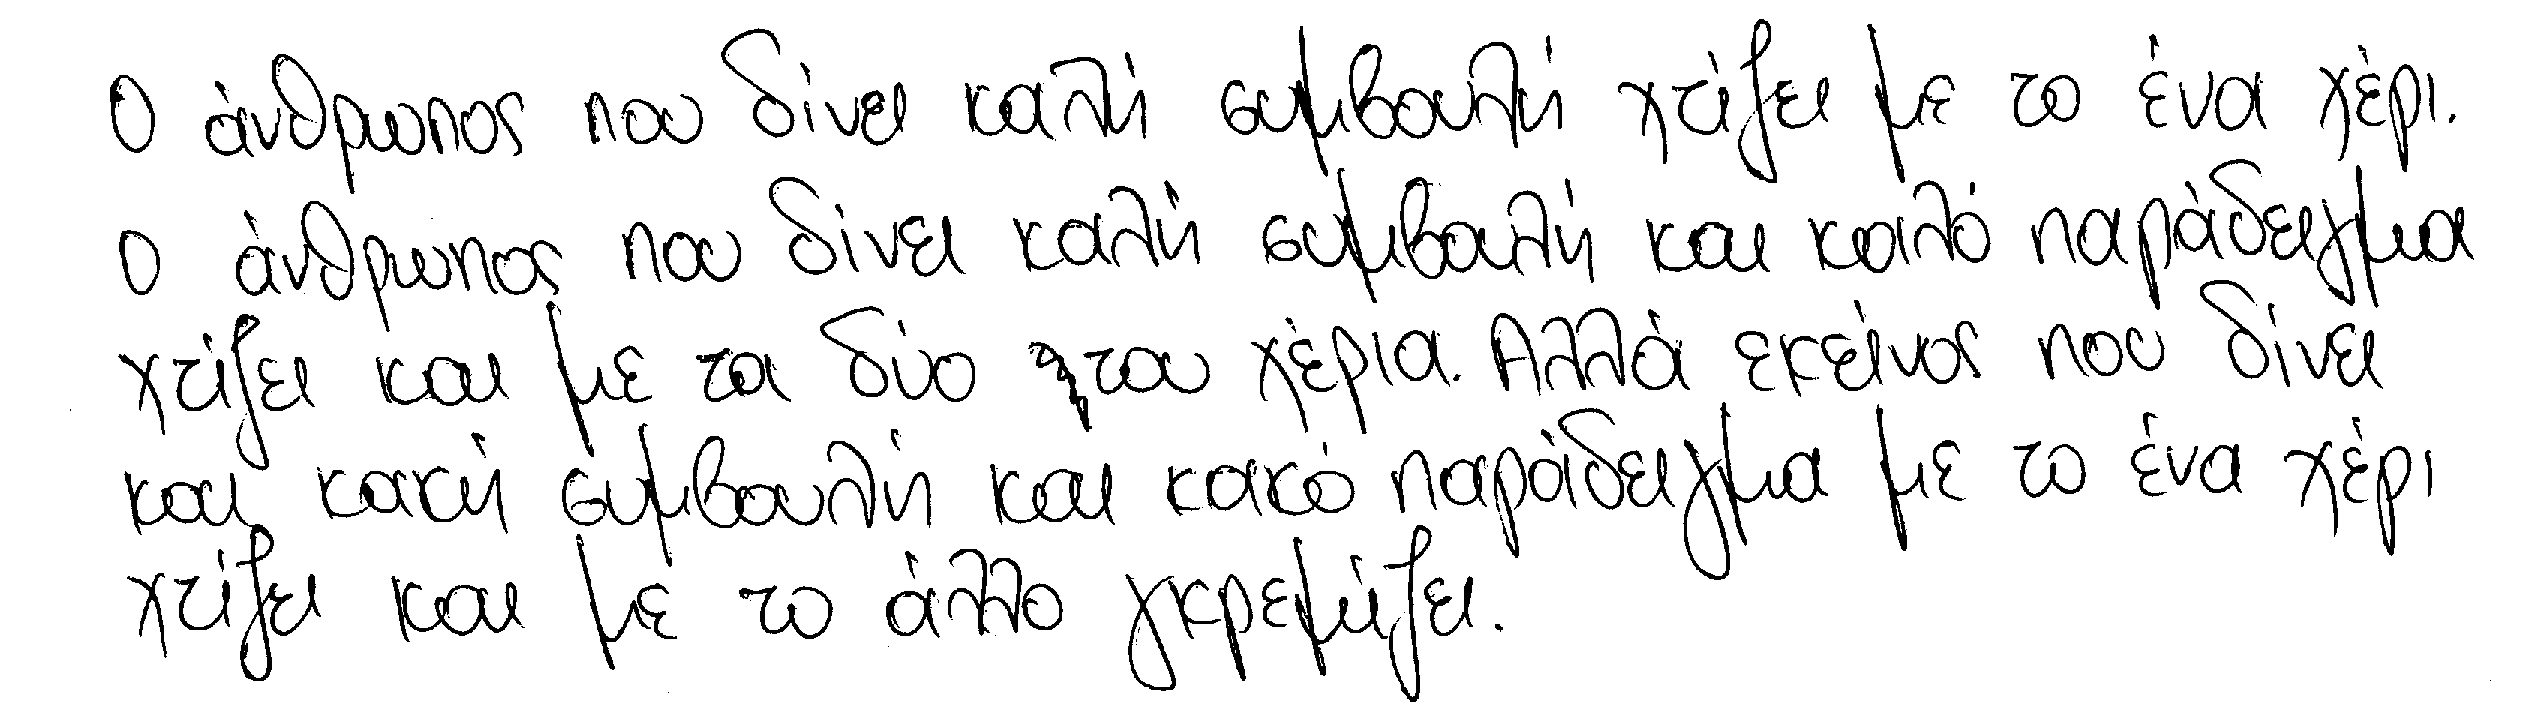 Ο άνθρωπος που δίνει καλή συμβουλή χτίζει με το ένα χέρι.
Ο άνθρωπος που δίνει καλή συμβουλή και καλό παράδειγμα
χτίζει και με τα δύο του χέρια. Αλλά εκείνος που δίνει
και κακή συμβουλή και κακό παράδειγμα με το ένα χέρι
χτίζει και με το άλλο γκρεμίζει.